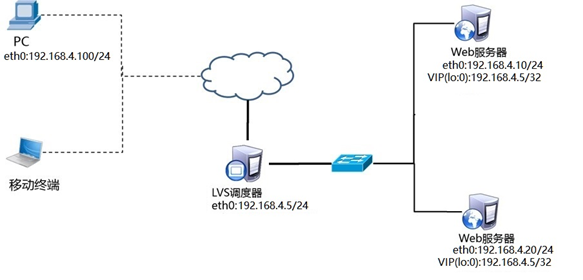 PC
eth0:192.168.4.100/24
移动终端
LVS调度器
eth0:192.168.4.5/24
Web服务器
eth0:192.168.4.10/24
VIP(lo:0):192.168.4.5/32
Web服务器
eth0:192.168.4.20/24
VIP(lo:0):192.168.4.5/32